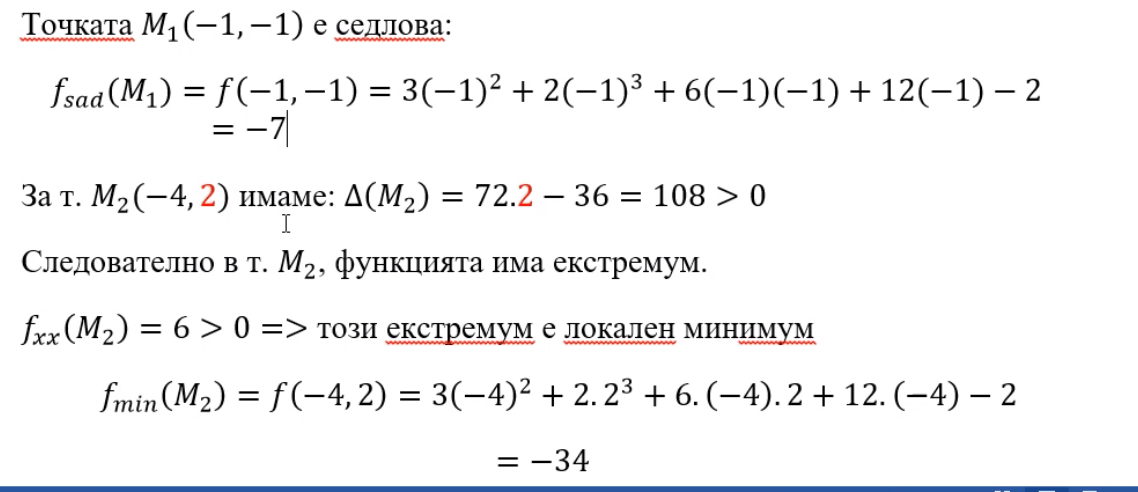 Точката M₁(−1, −1) е седлова:
f_sad(M₁) = f(−1, −1) = 3(−1)² + 2(−1)³ + 6(−1)(−1) + 12(−1) − 2
= −7
За т. M₂(−4, 2) имаме: Δ(M₂) = 72.2 − 36 = 108 > 0
Следователно в т. M₂, функцията има екстремум.
f_xx(M₂) = 6 > 0 => този екстремум е локален минимум
f_min(M₂) = f(−4, 2) = 3(−4)² + 2. 2³ + 6. (−4). 2 + 12. (−4) − 2
= −34